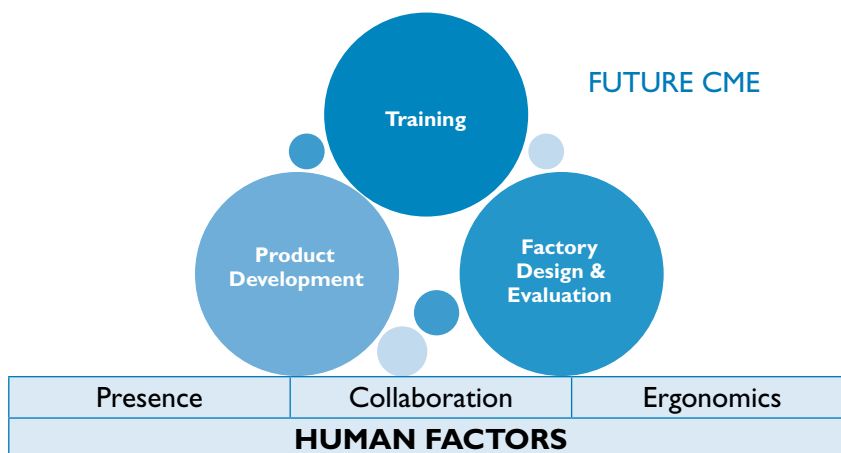 FUTURE CME
Training
Product
Development
Factory
Design &
Evaluation
Presence
Collaboration
Ergonomics
HUMAN FACTORS